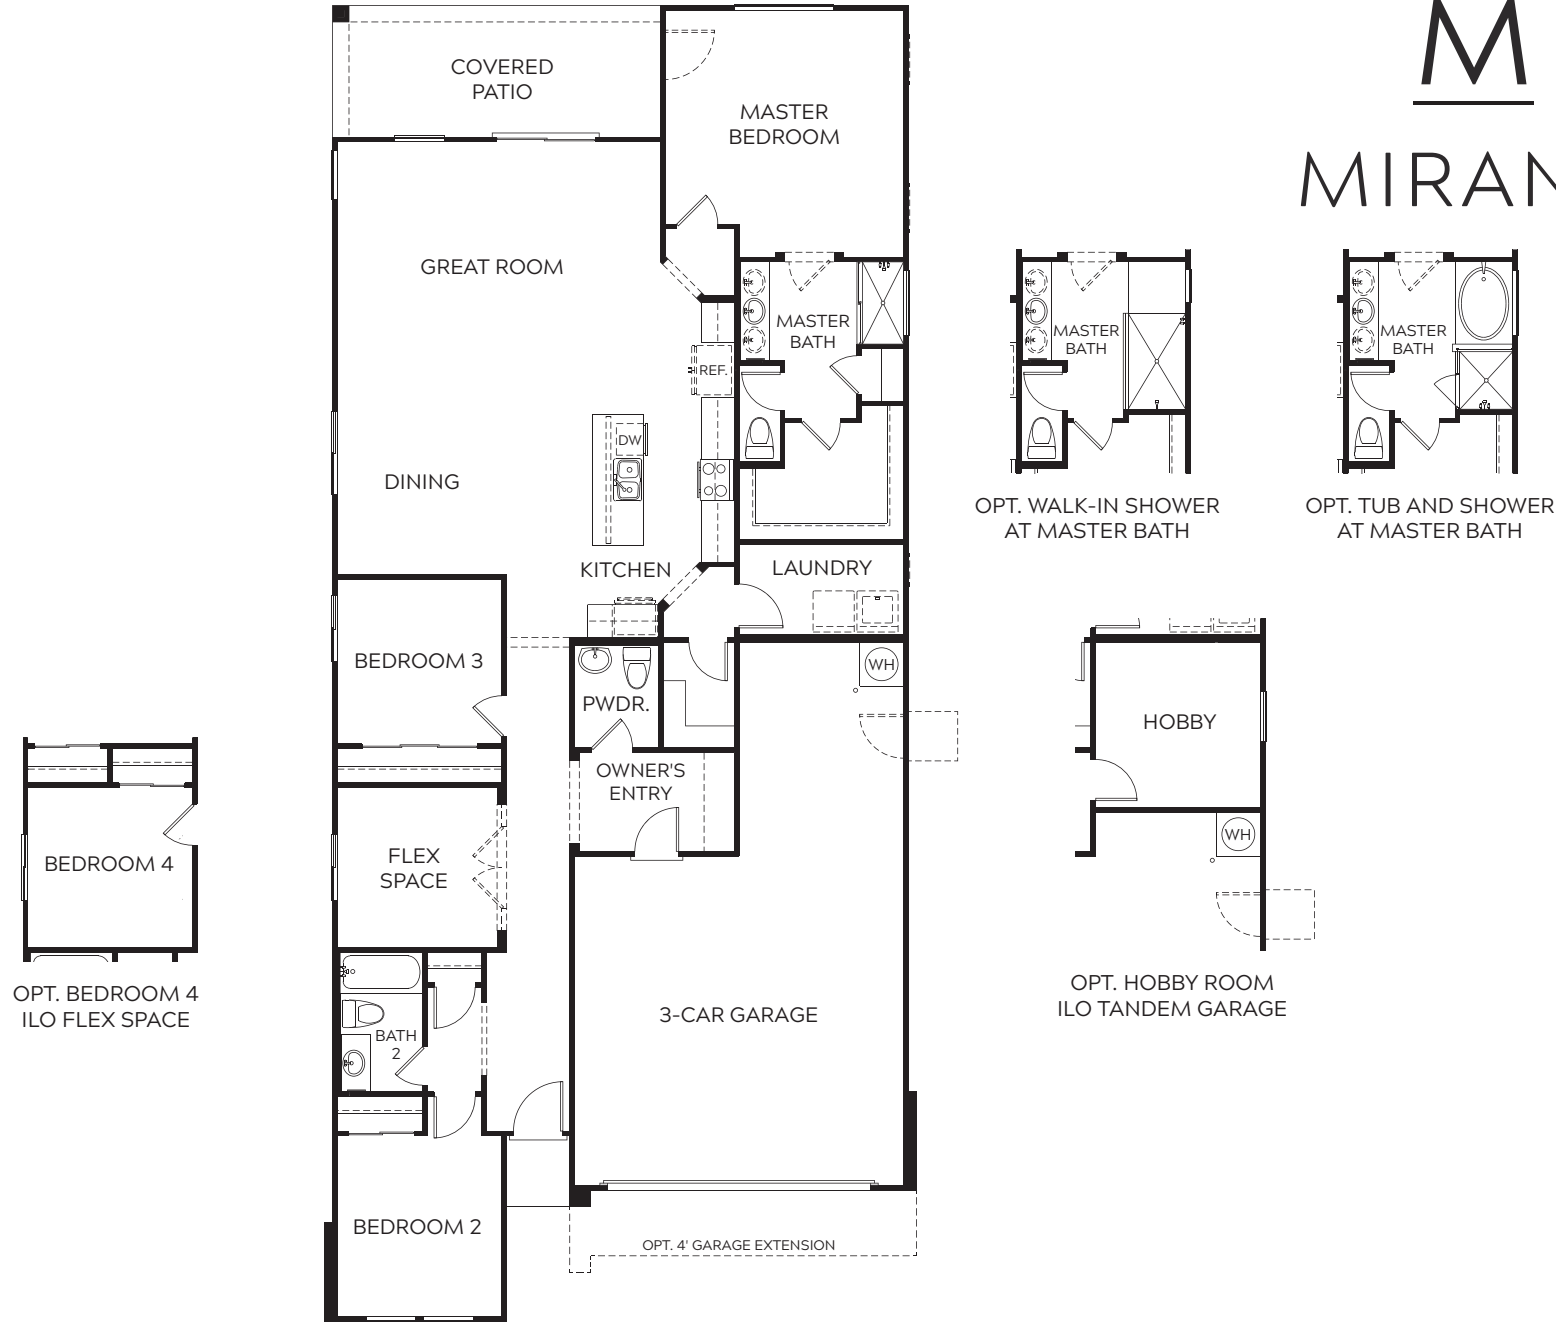 M
MIRAN
COVERED
PATIO
MASTER
BEDROOM
GREAT ROOM
MASTER
BATH
REF.
DW
DINING
KITCHEN
LAUNDRY
BEDROOM 3
PWDR.
WH
OWNER'S
ENTRY
FLEX
SPACE
3-CAR GARAGE
BATH
2
BEDROOM 2
OPT. 4' GARAGE EXTENSION
MASTER
BATH
OPT. WALK-IN SHOWER
AT MASTER BATH
MASTER
BATH
OPT. TUB AND SHOWER
AT MASTER BATH
HOBBY
WH
OPT. HOBBY ROOM
ILO TANDEM GARAGE
BEDROOM 4
OPT. BEDROOM 4
ILO FLEX SPACE